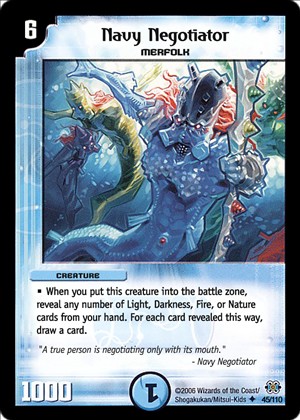 6
Navy Negotiator
MERFOLK
CREATURE
• When you put this creature into the battle zone,
reveal any number of Light, Darkness, Fire, or Nature
cards from your hand. For each card revealed this way,
draw a card.
"A true person is negotiating only with its mouth."
- Navy Negotiator
1000
1
©2006 Wizards of the Coast/
Shogakukan/Mitsui-Kids ♦ 45/110